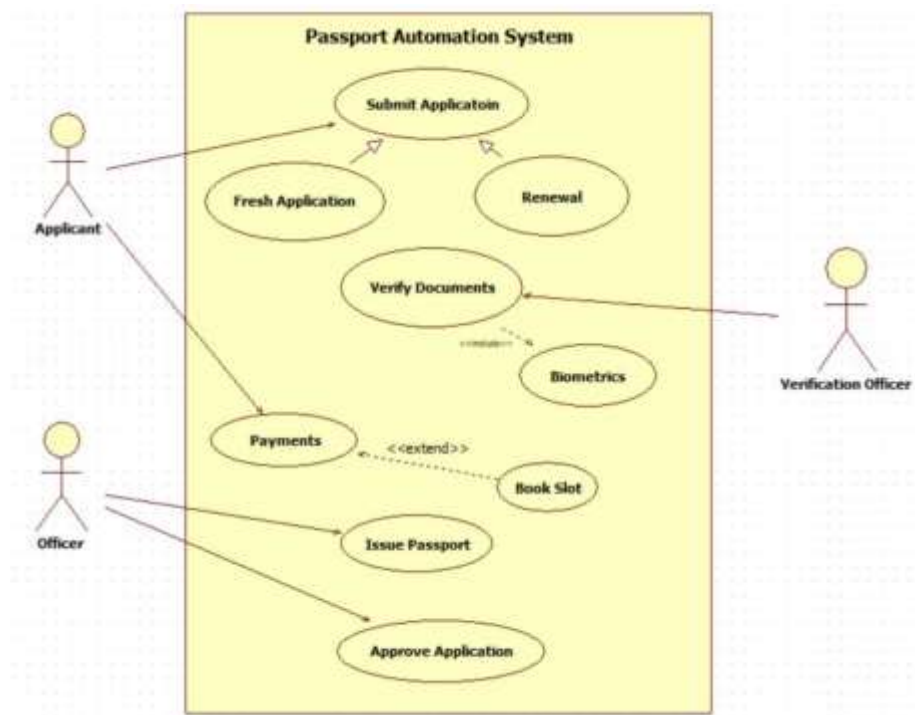 Passport Automation System
Submit Applicatoin
Fresh Application
Renewal
Applicant
Verify Documents
Biometrics
Verification Officer
Payments
<<extend>>
Book Slot
Officer
Issue Passport
Approve Application